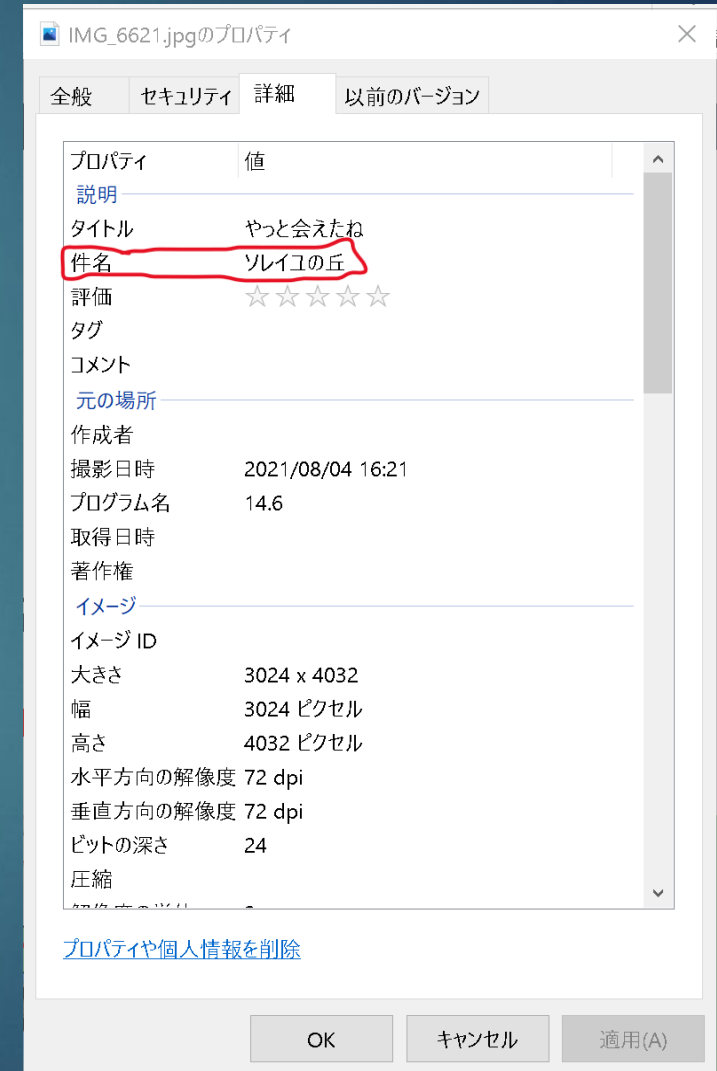 IMG_6621.jpgのプロパティ
全般 セキュリティ 詳細 以前のバージョン
プロパティ 値
説明
タイトル やっと会えたね
件名 ソレイユの丘
評価
タグ
コメント
元の場所
作成者
撮影日時 2021/08/04 16:21
プログラム名 14.6
取得日時
著作権
イメージ
イメージ ID
大きさ 3024 x 4032
幅 3024 ピクセル
高さ 4032 ピクセル
水平方向の解像度 72 dpi
垂直方向の解像度 72 dpi
ビットの深さ 24
圧縮
プロパティや個人情報を削除
OK キャンセル 適用(A)